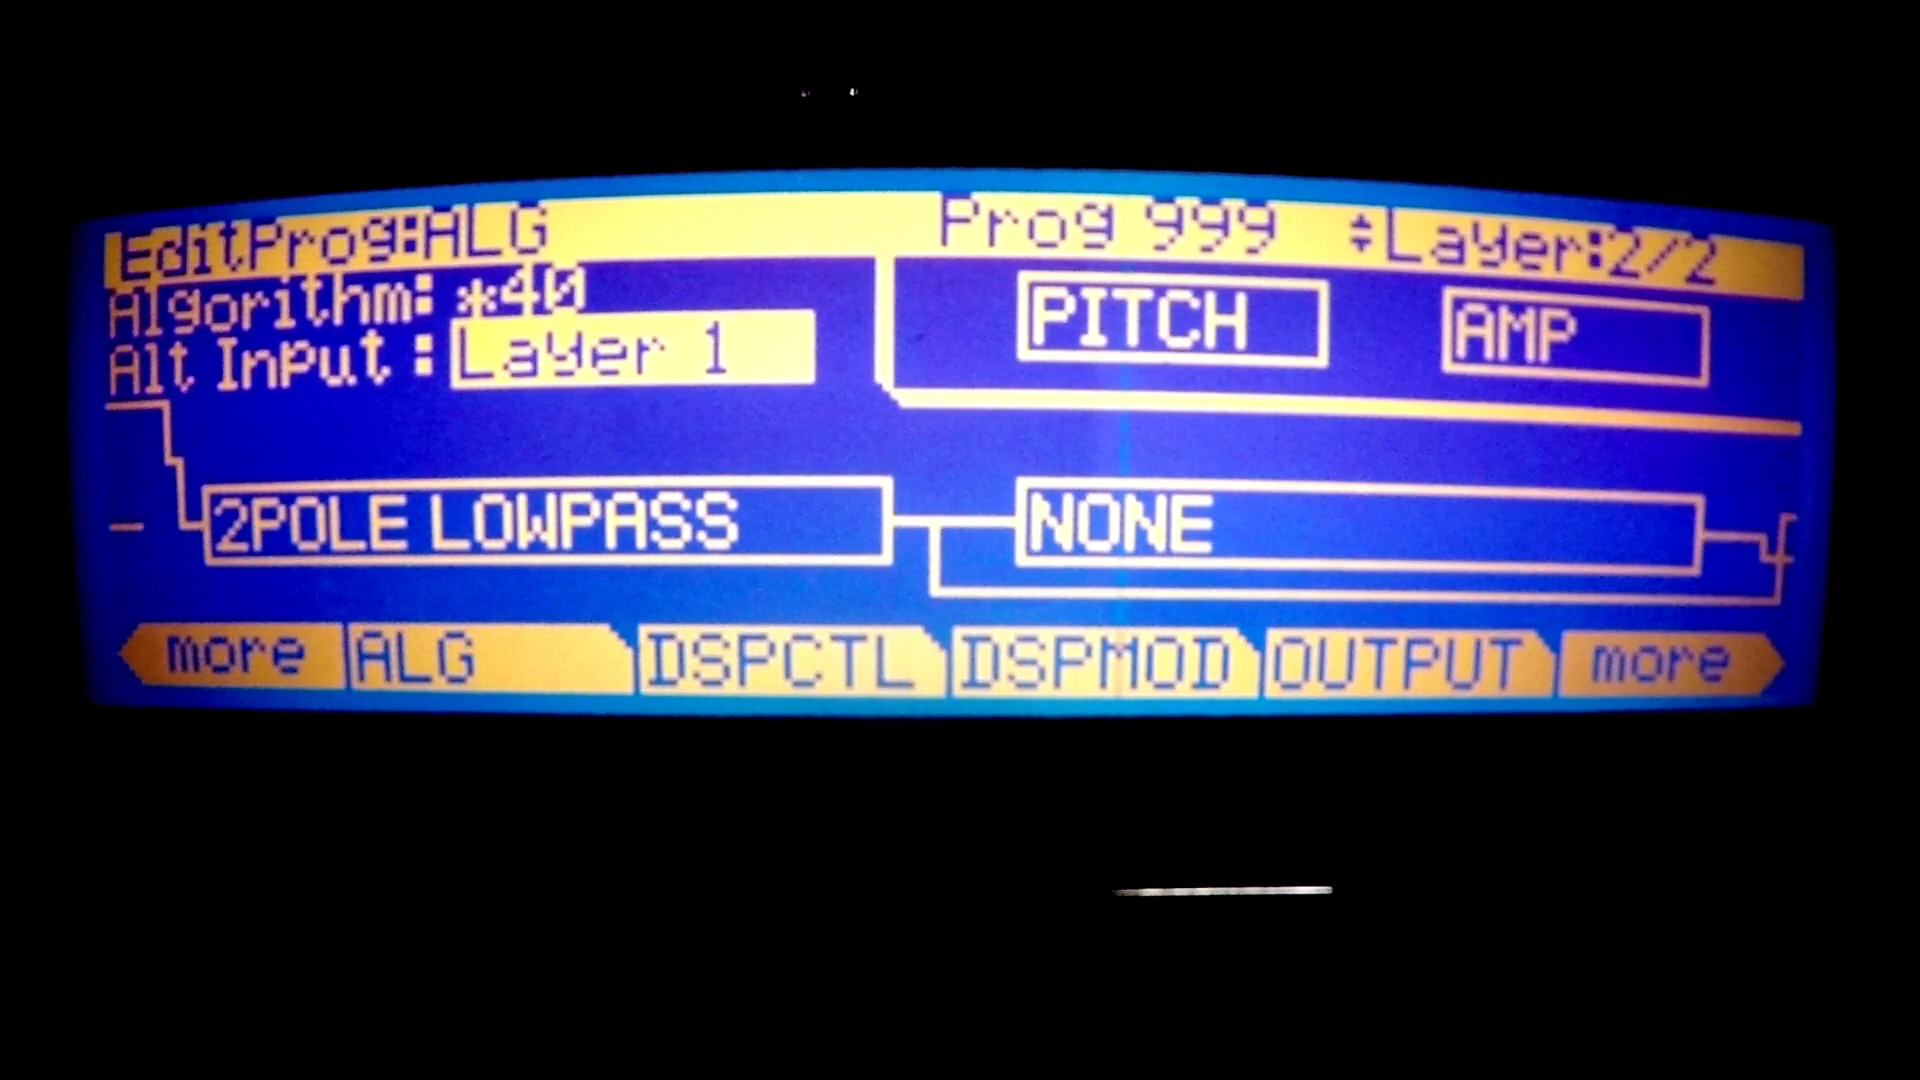 EditProg:ALG Prog 999 Layer:2/2
Algorithm: *40
Alt Input : Layer 1
PITCH AMP
2POLE LOWPASS NONE
more ALG DSPCTL DSPMOD OUTPUT more